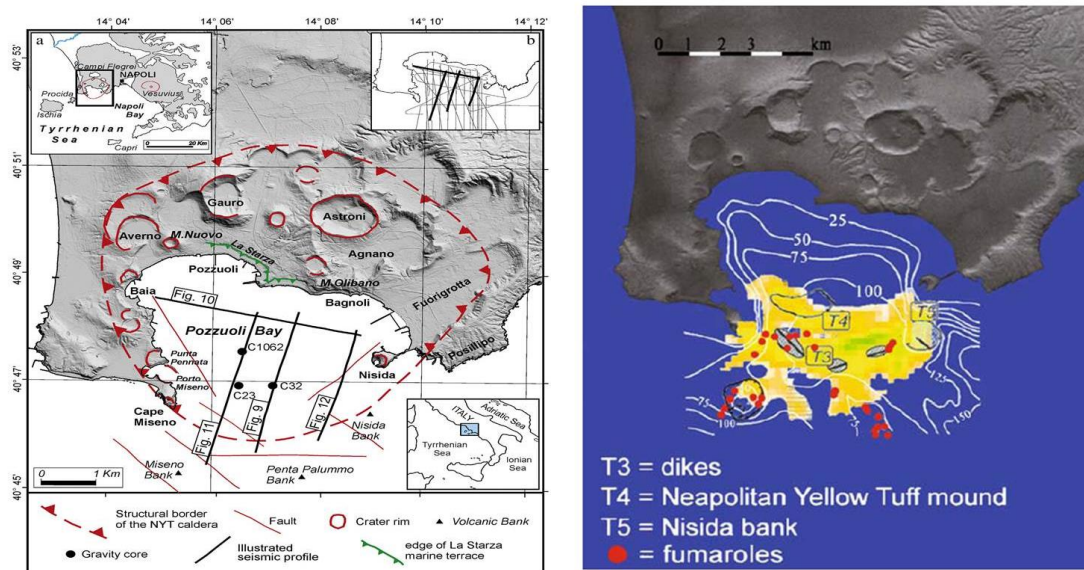 14° 04' 14° 06' 14° 08' 14° 10' 14° 12'
40° 53'
40° 51'
40° 49'
40° 47'
40° 45'
a
Campi Flegrei
NAPOLI
Procida
Vesuvius
Ischia
Napoli
Bay
Tyrrhenian
Sea
Capri
0 20 Km
b
Gauro
Astroni
Averno
M.Nuovo
La Starza
Agnano
Pozzuoli
M.Olibano
Bagnoli
Fuorigrotta
Baia
Fig. 10
Pozzuoli Bay
C1062
Posillipo
Punta
Pennata
Porto
Miseno
C23
C32
Nisida
Cape
Miseno
Fig. 11
Fig. 9
Fig. 12
Nisida
Bank
Miseno
Bank
Penta Palummo
Bank
ITALY
Adriatic Sea
Tyrrhenian
Sea
Ionian
Sea
0 1 Km
Structural border
of the NYT caldera
Fault
Crater rim
Volcanic Bank
Gravity core
Illustrated
seismic profile
edge of La Starza
marine terrace
0 1 2 3 km
25
50
75
100
T4
T5
T3
125
75
100
75
150
T3 = dikes
T4 = Neapolitan Yellow Tuff mound
T5 = Nisida bank
= fumaroles